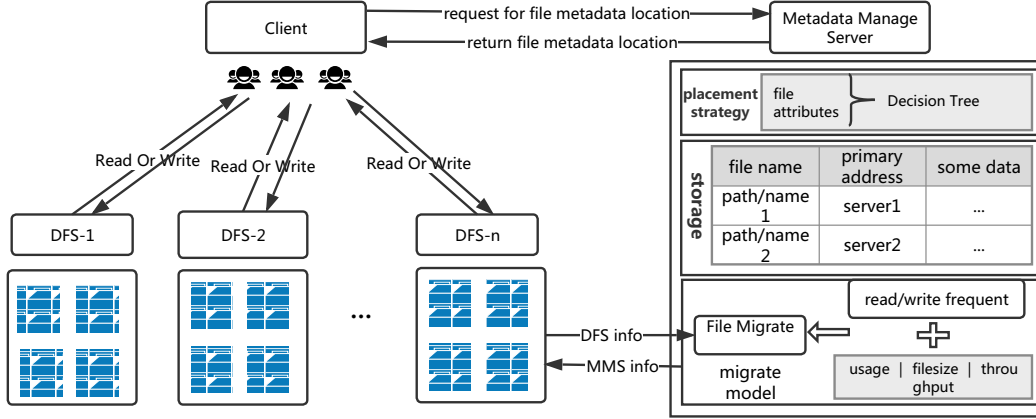 Client
request for file metadata location
return file metadata location
Metadata Manage
Server
placement
strategy
file
attributes
Decision Tree
Read Or Write
Read Or Write
Read Or Write
storage
file name
primary
address
some data
path/name
1
server1
...
path/name
2
server2
...
DFS-1
DFS-2
DFS-n
...
DFS info
MMS info
File Migrate
read/write frequent
migrate
model
usage | filesize | throu
ghput